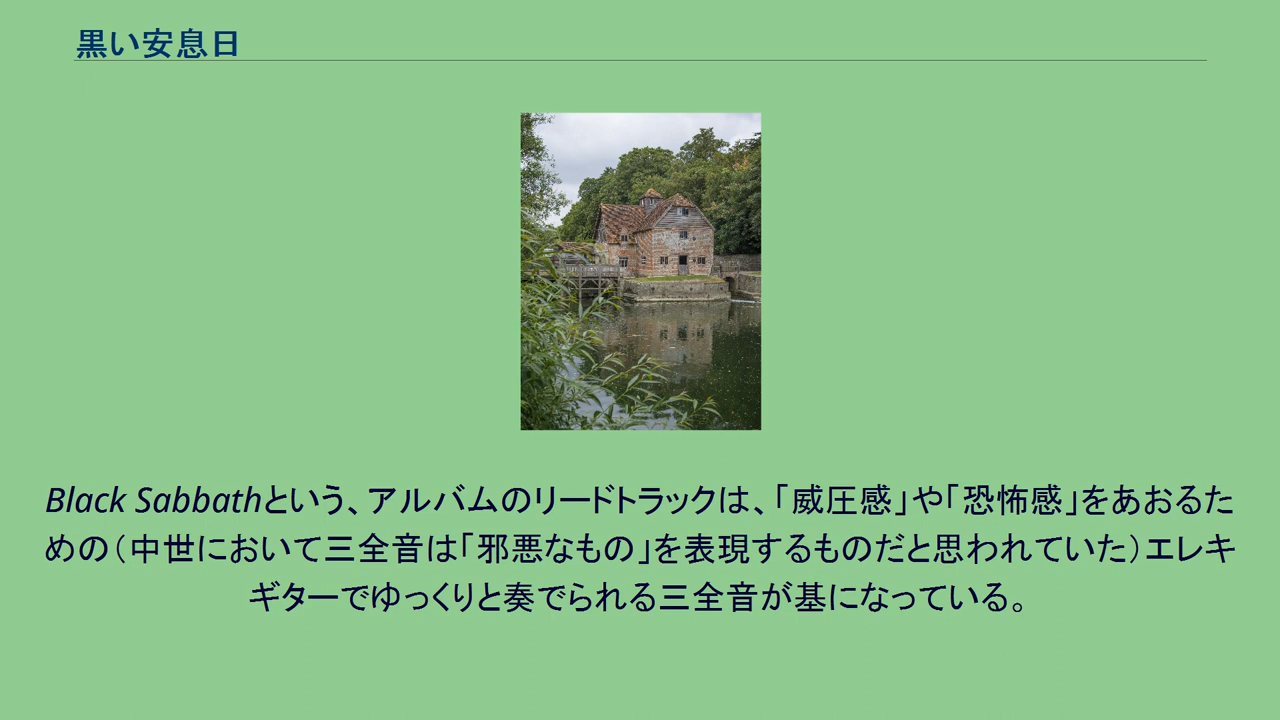 黒い安息日
Black Sabbathという、アルバムのリードトラックは、「威圧感」や「恐怖感」をあおるた
めの（中世において三全音は「邪悪なもの」を表現するものだと思われていた）エレキ
ギターでゆっくりと奏でられる三全音が基になっている。